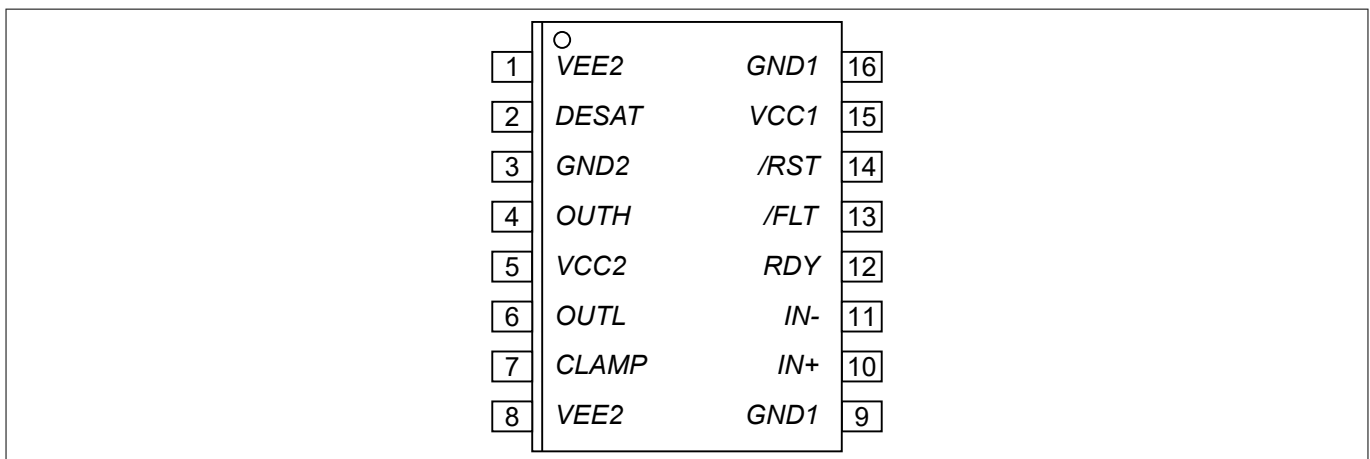 1 VEE2 GND1 16
2 DESAT VCC1 15
3 GND2 /RST 14
4 OUTH /FLT 13
5 VCC2 RDY 12
6 OUTL IN- 11
7 CLAMP IN+ 10
8 VEE2 GND1 9